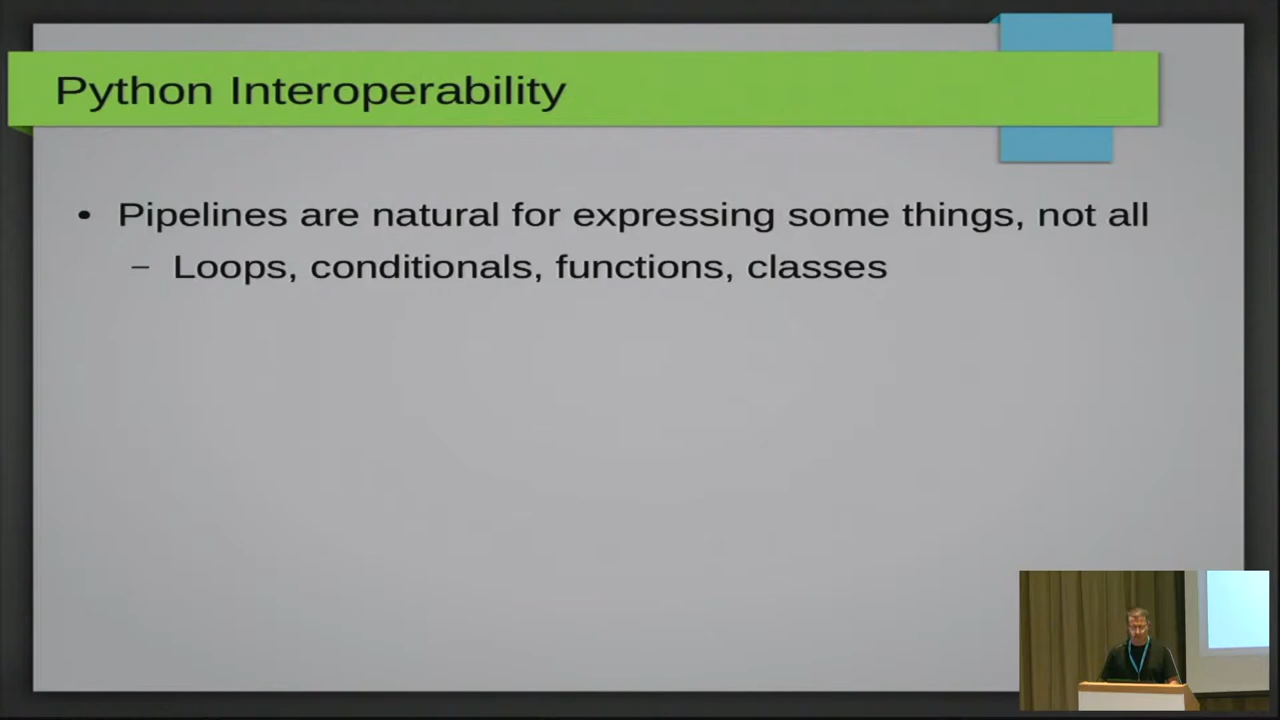 Python Interoperability
• Pipelines are natural for expressing some things, not all
– Loops, conditionals, functions, classes